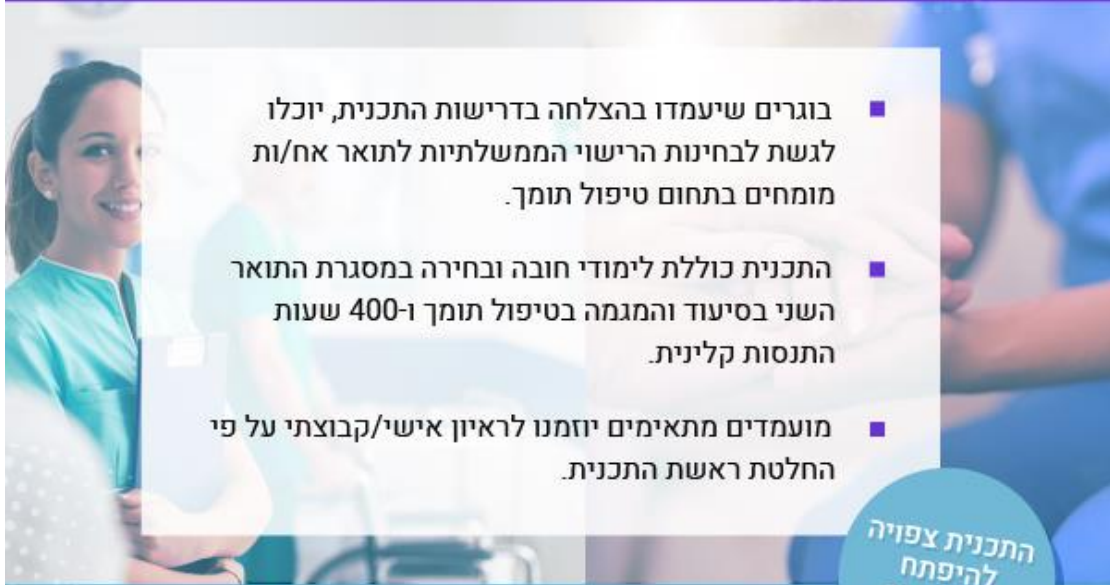 בוגרים שיעמדו בהצלחה בדרישות התכנית, יוכלו
לגשת לבחינות הרישוי הממשלתיות לתואר אח/ות
מומחים בתחום טיפול תומך.
התכנית כוללת לימודי חובה ובחירה במסגרת התואר
השני בסיעוד והמגמה בטיפול תומך ו-400 שעות
התנסות קלינית.
מועמדים מתאימים יוזמנו לראיון אישי/קבוצתי על פי
החלטת ראשת התכנית.
התכנית צפויה
להיפתח